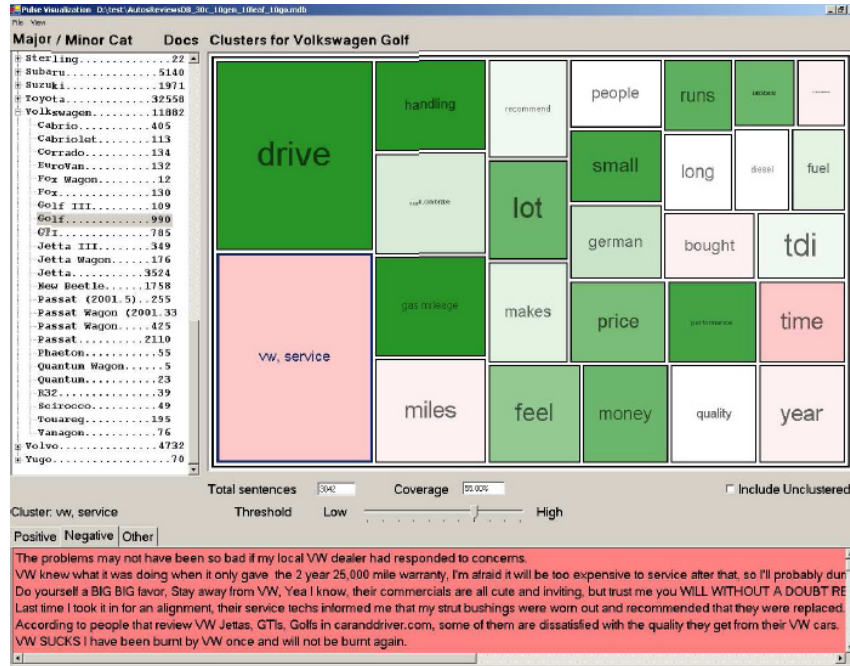 Pulse Visualization D:\test\AutosReviewsDB_30c_10gen_10leaf_10go.mdb
File View
Major / Minor Cat Docs Clusters for Volkswagen Golf
Sterling..............22
Subaru..............5140
Suzuki..............1971
Toyota.............32558
Volkswagen.........11882
Cabrio...........405
Cabriolet........113
Corrado..........134
EuroVan..........132
Fox Wagon.........12
Fox..............130
Golf III.........109
Golf.............990
GTI..............785
Jetta III........349
Jetta Wagon......176
Jetta...........3524
New Beetle......1758
Passat (2001.5)..255
Passat Wagon (2001.33
Passat Wagon.....425
Passat..........2110
Phaeton...........55
Quantum Wagon......5
Quantum...........23
R32...............39
Scirocco..........49
Touareg..........195
Vanagon...........76
Volvo...............4732
Yugo..................70
drive
handling
recommend
people
runs
lot
small
long
diesel
fuel
german
bought
tdi
vw, service
gas mileage
makes
price
performance
time
miles
feel
money
quality
year
Total sentences 3042 Coverage 55.00% Include Unclustered
Cluster: vw, service Threshold Low High
Positive Negative Other
The problems may not have been so bad if my local VW dealer had responded to concerns.
VW knew what it was doing when it only gave the 2 year 25,000 mile warranty, I'm afraid it will be too expensive to service after that, so I'll probably dun
Do yourself a BIG BIG favor, Stay away from VW, Yea I know, their commercials are all cute and inviting, but trust me you WILL WITHOUT A DOUBT RE
Last time I took it in for an alignment, their service techs informed me that my strut bushings were worn out and recommended that they were replaced.
According to people that review VW Jettas, GTIs, Golfs in caranddriver.com, some of them are dissatisfied with the quality they get from their VW cars.
VW SUCKS I have been burnt by VW once and will not be burnt again.